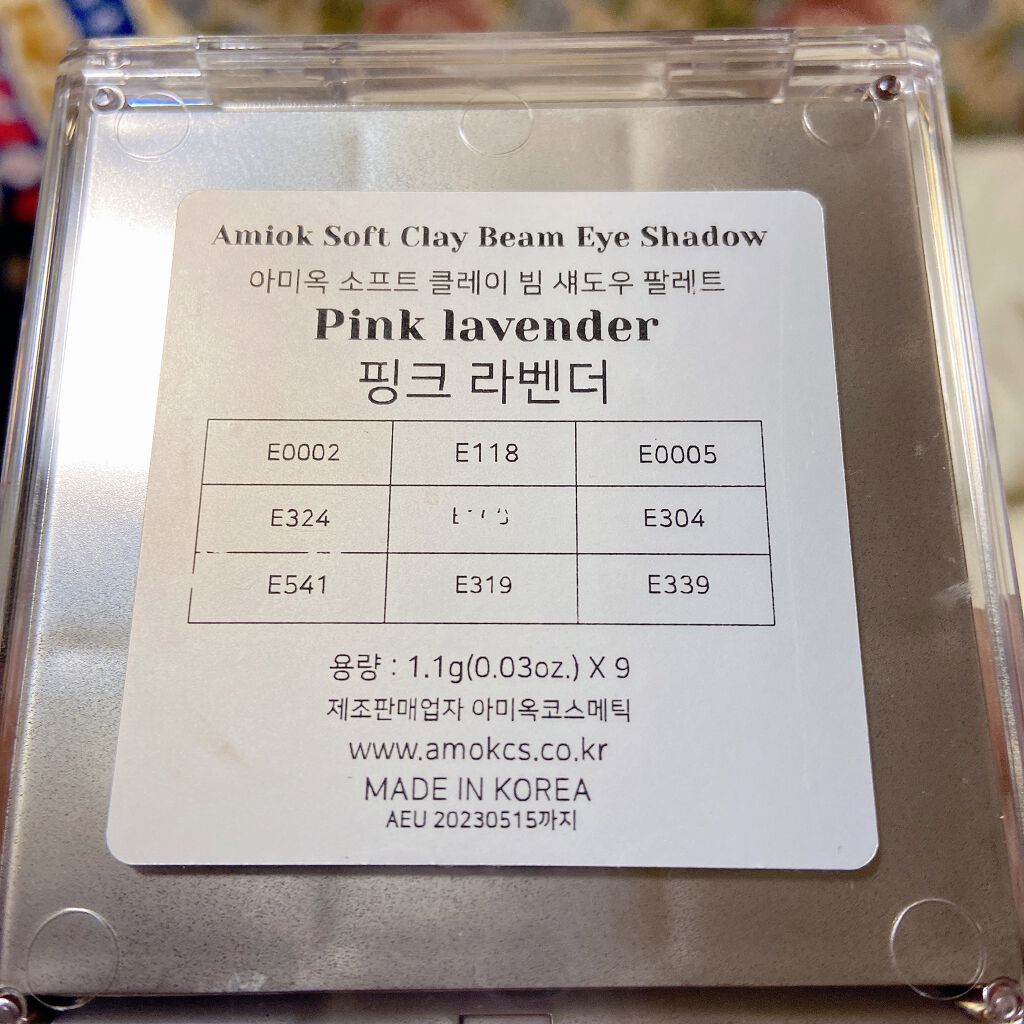 Amiok Soft Clay Beam Eye Shadow
아미옥 소프트 클레이 빔 섀도우 팔레트
Pink lavender
핑크 라벤더
E0002 E118 E0005
E324 E304
E541 E319 E339
용량 : 1.1g(0.03oz.) X 9
제조판매업자 아미옥코스메틱
www.amokcs.co.kr
MADE IN KOREA
AEU 20230515까지